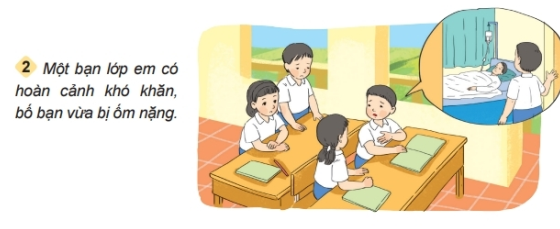 2 Một bạn lớp em có
hoàn cảnh khó khăn,
bố bạn vừa bị ốm nặng.